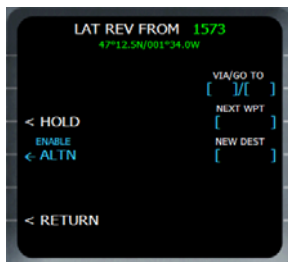 LAT REV FROM 1573
47°12.5N/001°34.0W
VIA/GO TO
[ ]/[ ]
NEXT WPT
< HOLD [ ]
ENABLE NEW DEST
← ALTN [ ]
< RETURN